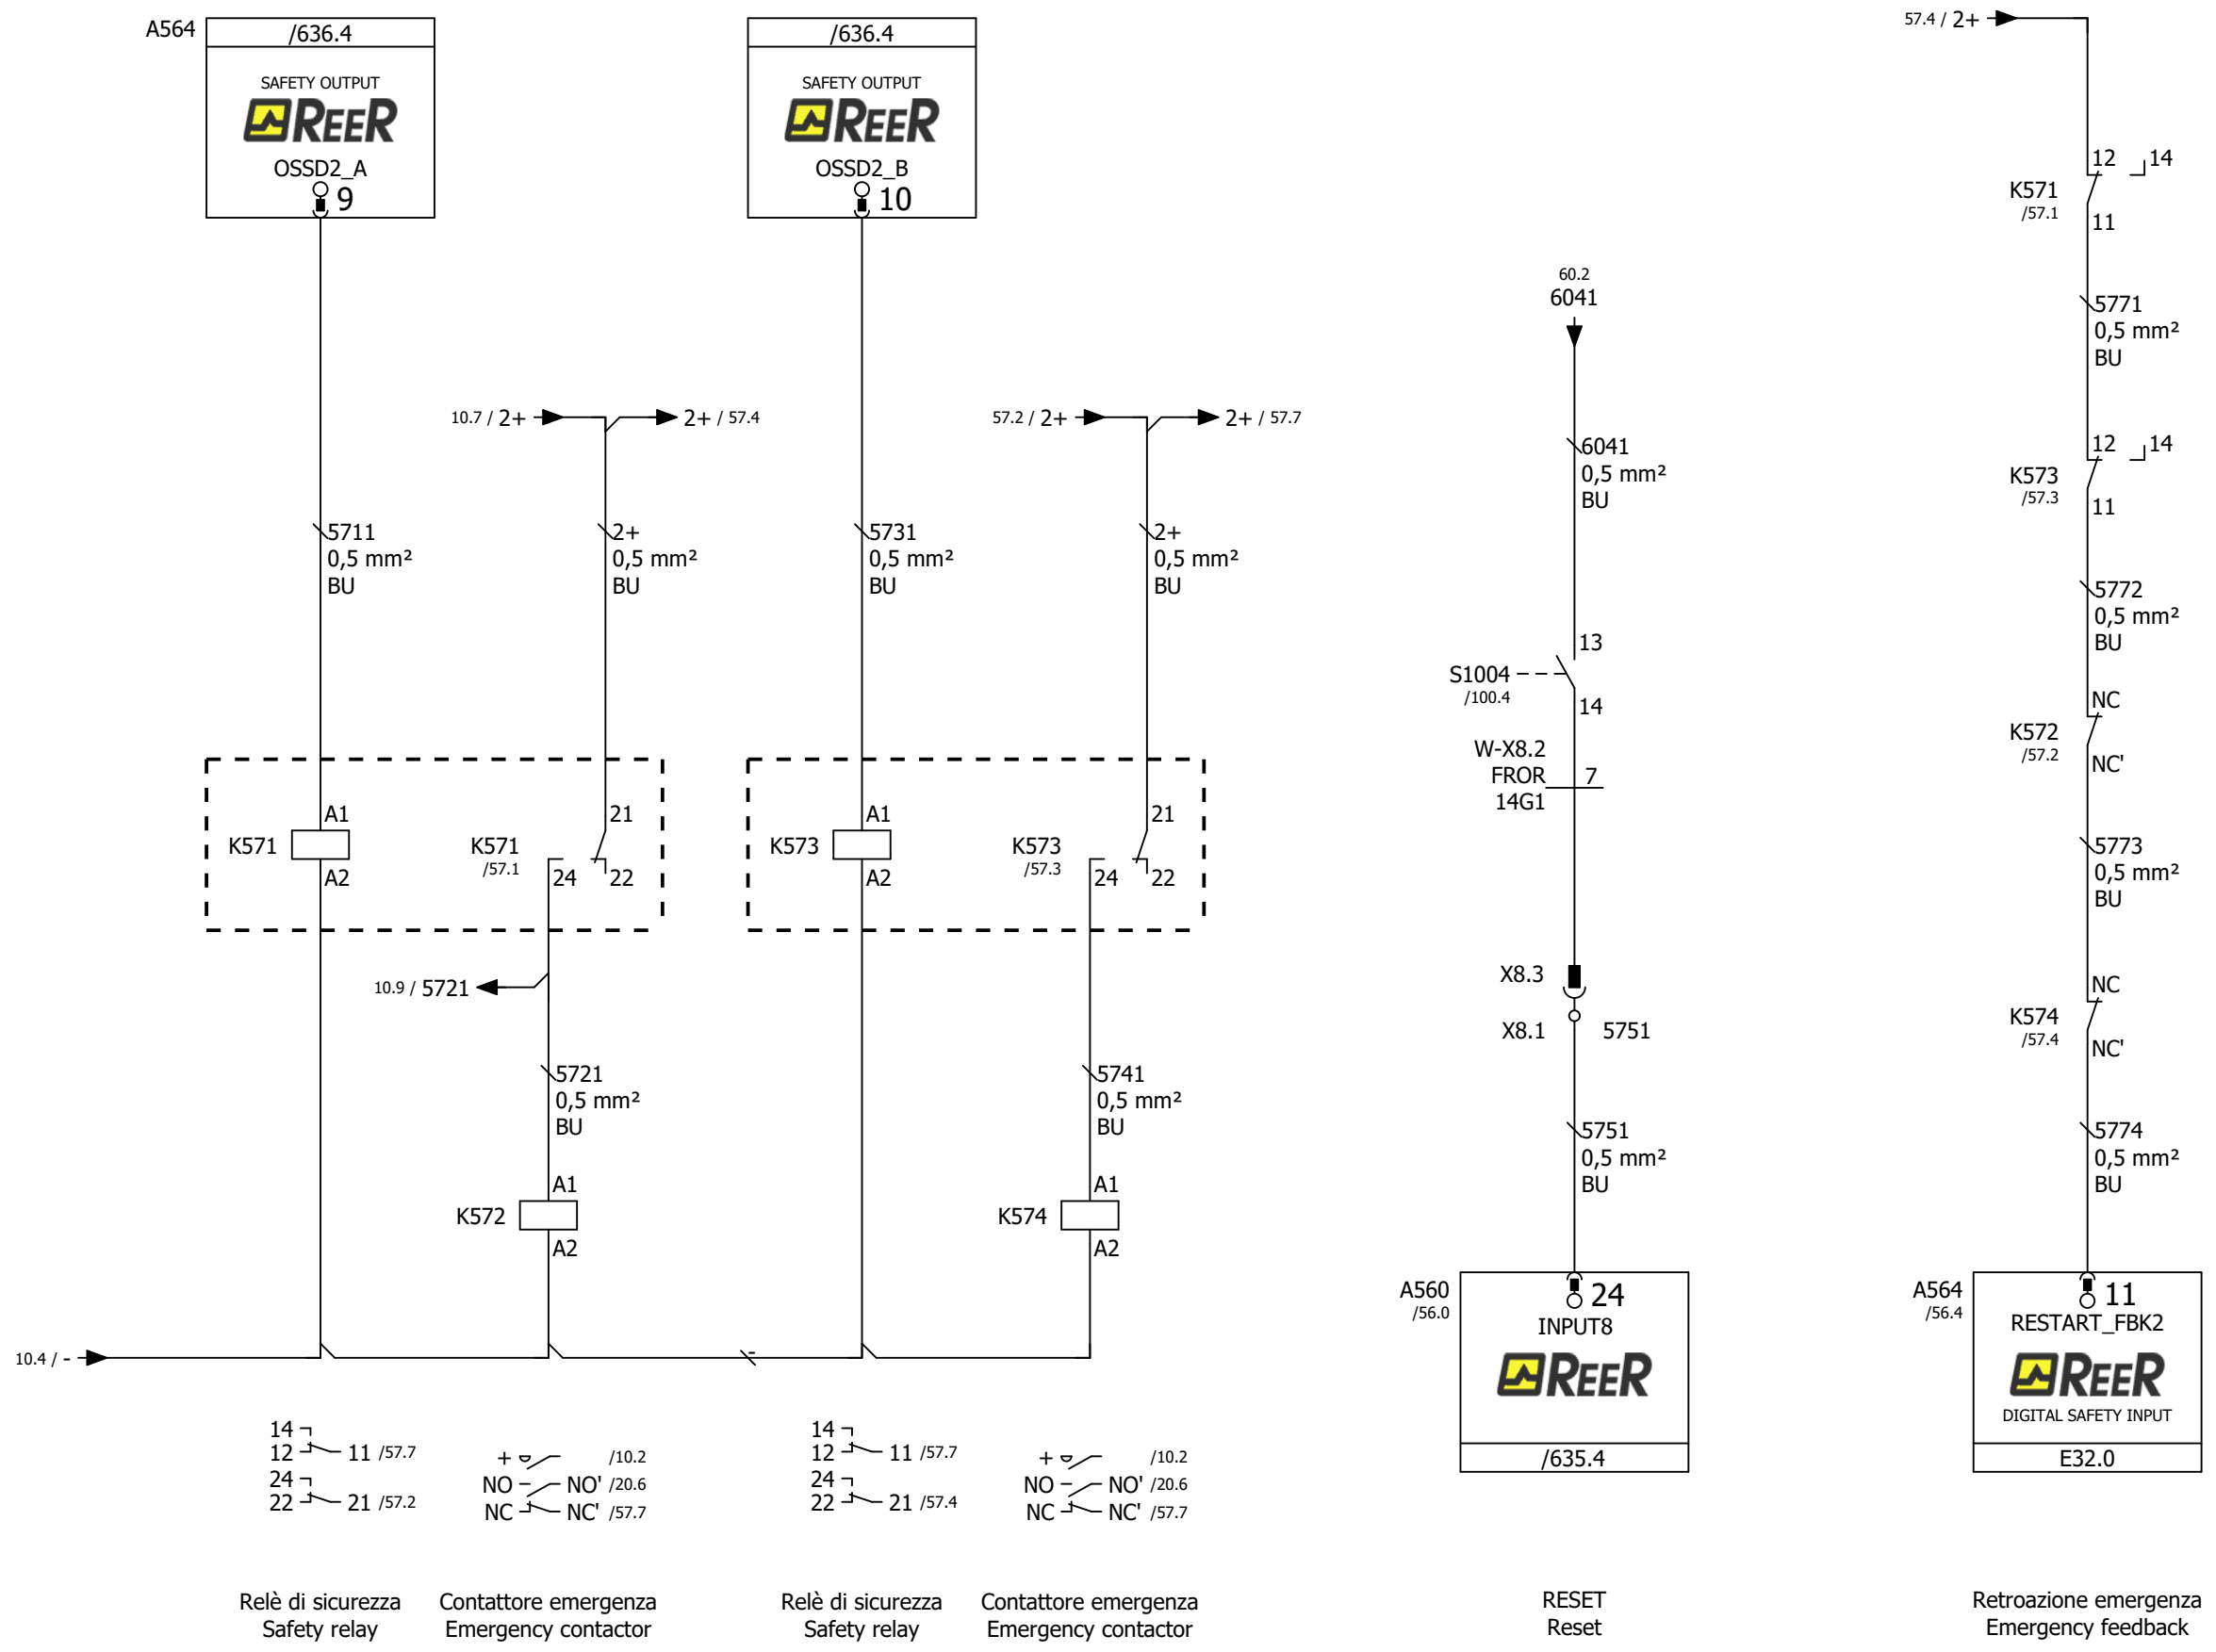 A564
/636.4
SAFETY OUTPUT
REER
OSSD2_A
9
/636.4
SAFETY OUTPUT
REER
OSSD2_B
10
57.4 / 2+
12 14
K571
/57.1
11
60.2
6041
5771
0,5 mm²
BU
10.7 / 2+ 2+ / 57.4
57.2 / 2+ 2+ / 57.7
6041
0,5 mm²
BU
12 14
K573
/57.3
11
5711
0,5 mm²
BU
2+
0,5 mm²
BU
5731
0,5 mm²
BU
2+
0,5 mm²
BU
5772
0,5 mm²
BU
13
S1004
/100.4
14
NC
K572
/57.2
NC'
W-X8.2
FROR
14G1
7
A1
K571
A2
21
K571
/57.1
24 22
A1
K573
A2
21
K573
/57.3
24 22
5773
0,5 mm²
BU
10.9 / 5721
X8.3
X8.1 5751
NC
K574
/57.4
NC'
5721
0,5 mm²
BU
5741
0,5 mm²
BU
5751
0,5 mm²
BU
5774
0,5 mm²
BU
A1
K572
A2
A1
K574
A2
A560
/56.0
24
INPUT8
REER
/635.4
A564
/56.4
11
RESTART_FBK2
REER
DIGITAL SAFETY INPUT
E32.0
10.4 / -
-
14
12 11 /57.7
24
22 21 /57.2
+ /10.2
NO NO' /20.6
NC NC' /57.7
14
12 11 /57.7
24
22 21 /57.4
+ /10.2
NO NO' /20.6
NC NC' /57.7
Relè di sicurezza
Safety relay
Contattore emergenza
Emergency contactor
Relè di sicurezza
Safety relay
Contattore emergenza
Emergency contactor
RESET
Reset
Retroazione emergenza
Emergency feedback